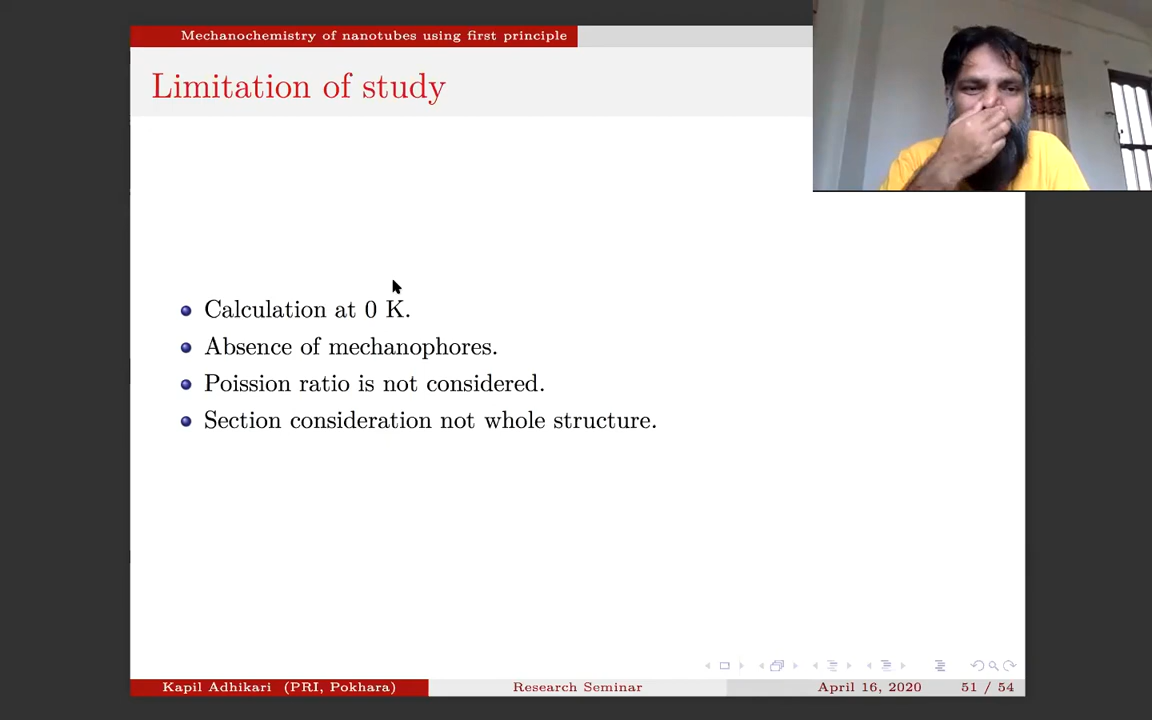 Mechanochemistry of nanotubes using first principle
Limitation of study
Calculation at 0 K.
Absence of mechanophores.
Poission ratio is not considered.
Section consideration not whole structure.
Kapil Adhikari (PRI, Pokhara) Research Seminar April 16, 2020 51 / 54